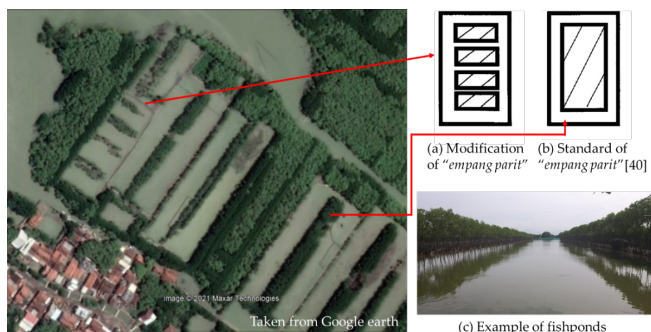 Image © 2021 Maxar Technologies
Taken from Google earth
(a) Modification
of "empang parit"
(b) Standard of
"empang parit"[40]
(c) Example of fishponds